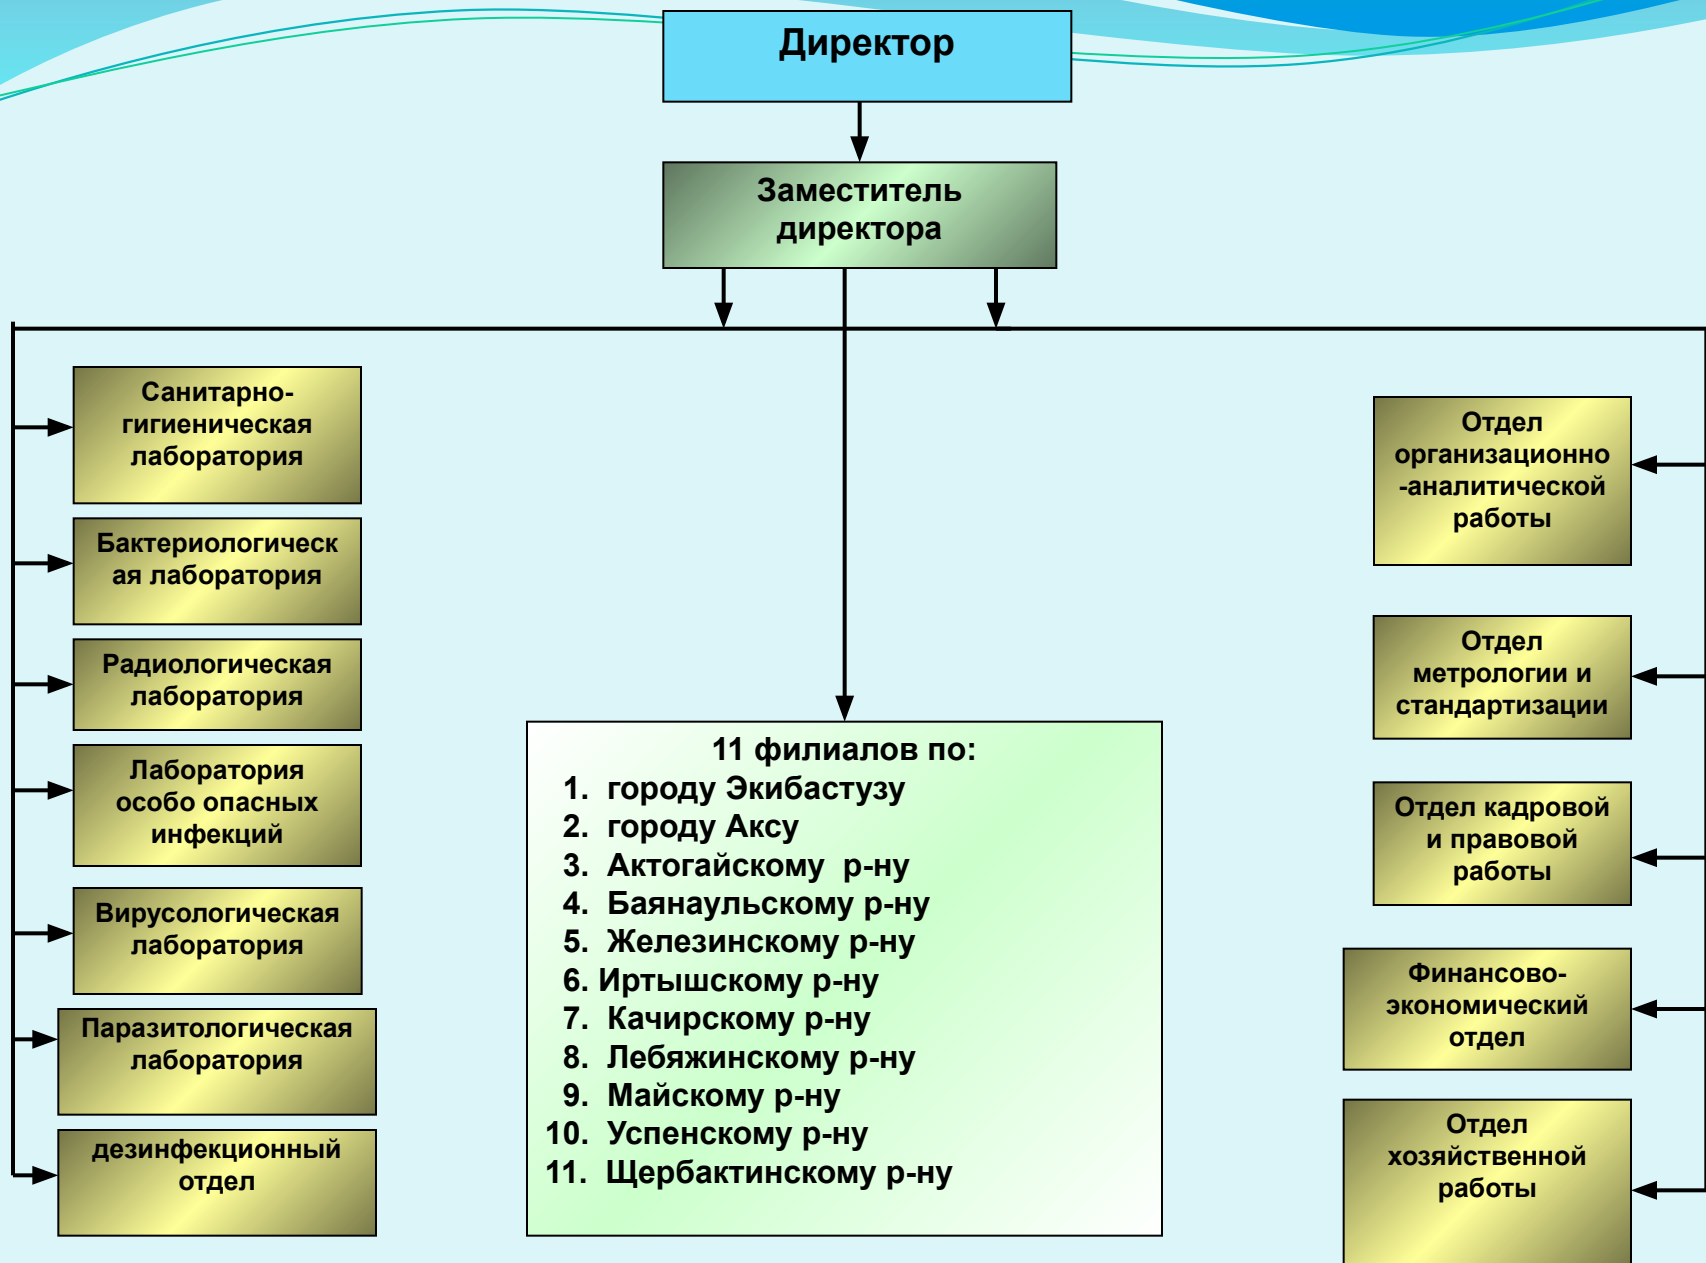 Директор
Заместитель
директора
Санитарно-
гигиеническая
лаборатория
Бактериологическ
ая лаборатория
Радиологическая
лаборатория
Лаборатория
особо опасных
инфекций
Вирусологическая
лаборатория
Паразитологическая
лаборатория
дезинфекционный
отдел
11 филиалов по:
1. городу Экибастузу
2. городу Аксу
3. Актогайскому р-ну
4. Баянаульскому р-ну
5. Железинскому р-ну
6. Иртышскому р-ну
7. Качирскому р-ну
8. Лебяжинскому р-ну
9. Майскому р-ну
10. Успенскому р-ну
11. Щербактинскому р-ну
Отдел
организационно
-аналитической
работы
Отдел
метрологии и
стандартизации
Отдел кадровой
и правовой
работы
Финансово-
экономический
отдел
Отдел
хозяйственной
работы